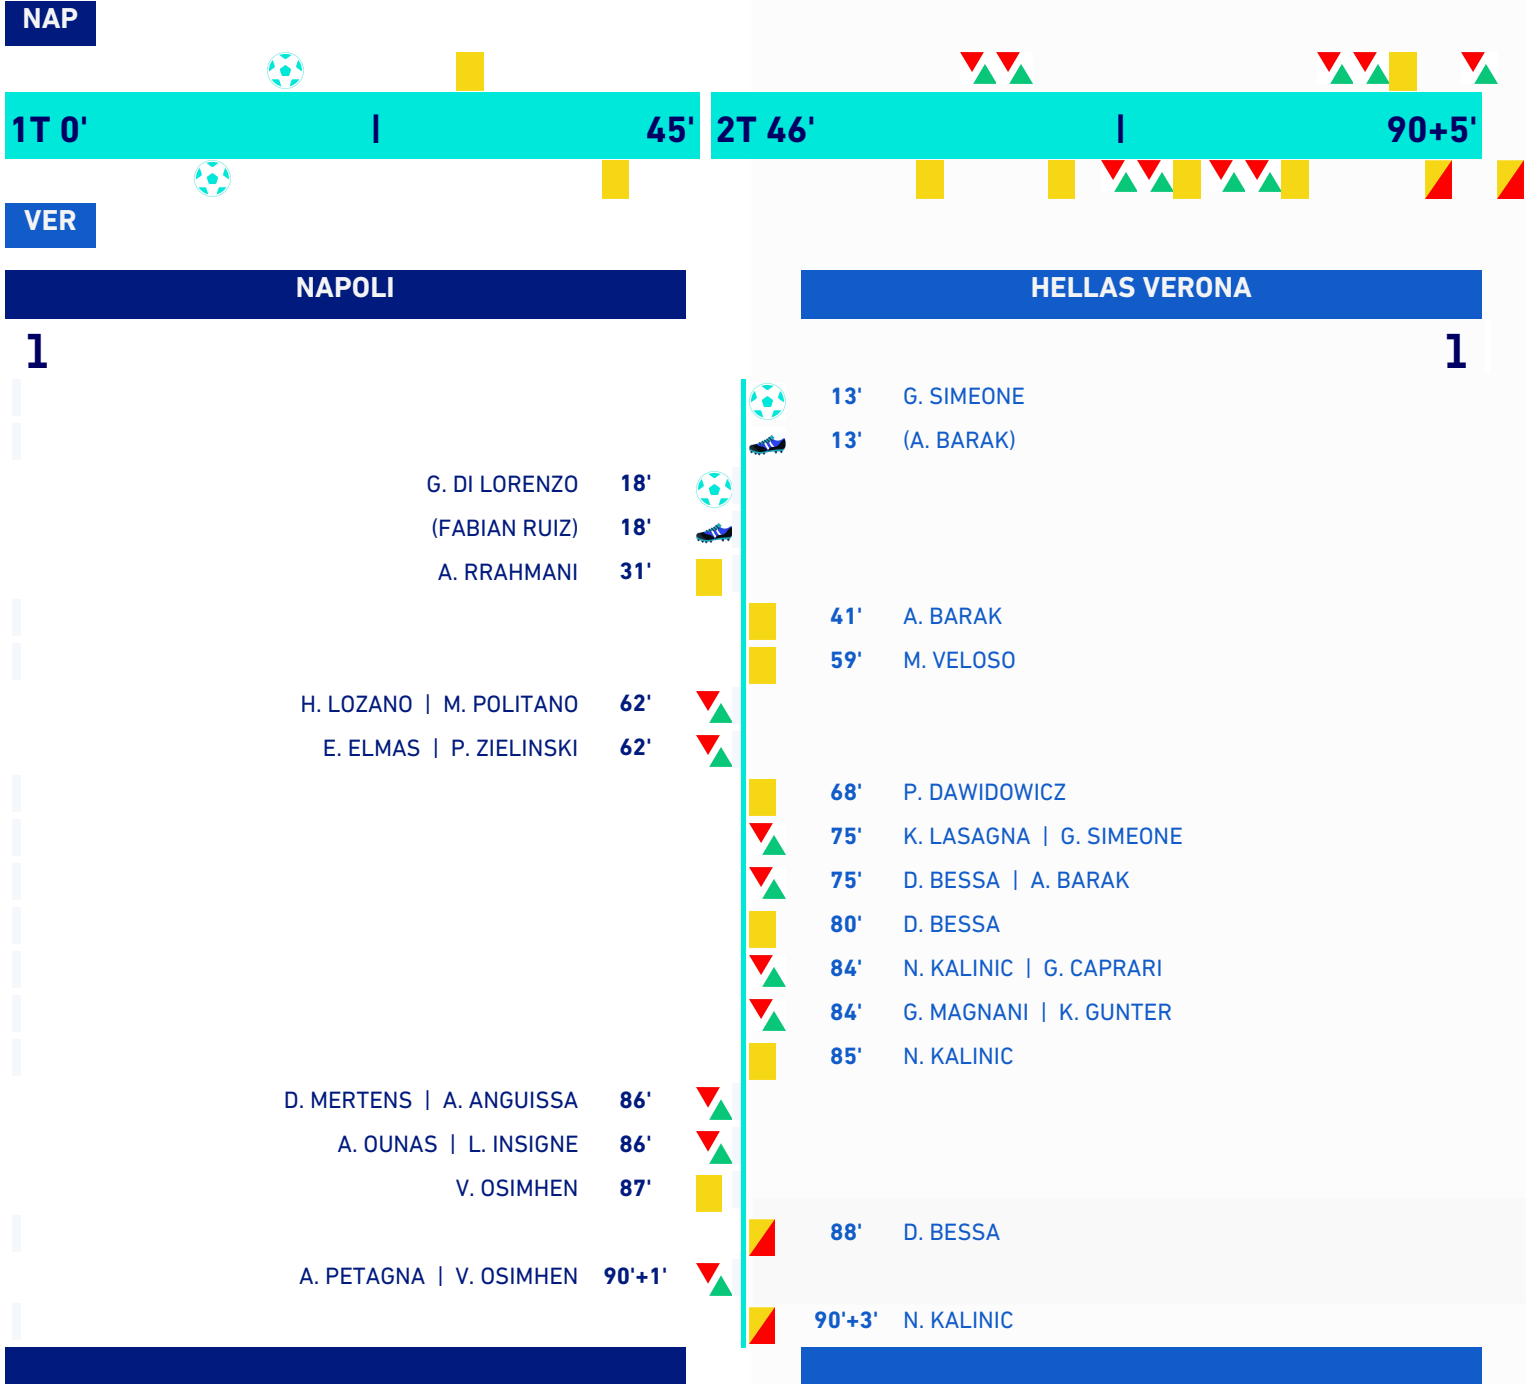 NAP
1T 0' | 45' 2T 46' | 90+5'
VER
NAPOLI HELLAS VERONA
1 1
13' G. SIMEONE
13' (A. BARAK)
G. DI LORENZO 18'
(FABIAN RUIZ) 18'
A. RRAHMANI 31'
41' A. BARAK
59' M. VELOSO
H. LOZANO | M. POLITANO 62'
E. ELMAS | P. ZIELINSKI 62'
68' P. DAWIDOWICZ
75' K. LASAGNA | G. SIMEONE
75' D. BESSA | A. BARAK
80' D. BESSA
84' N. KALINIC | G. CAPRARI
84' G. MAGNANI | K. GUNTER
85' N. KALINIC
D. MERTENS | A. ANGUISSA 86'
A. OUNAS | L. INSIGNE 86'
V. OSIMHEN 87'
88' D. BESSA
A. PETAGNA | V. OSIMHEN 90'+1'
90'+3' N. KALINIC